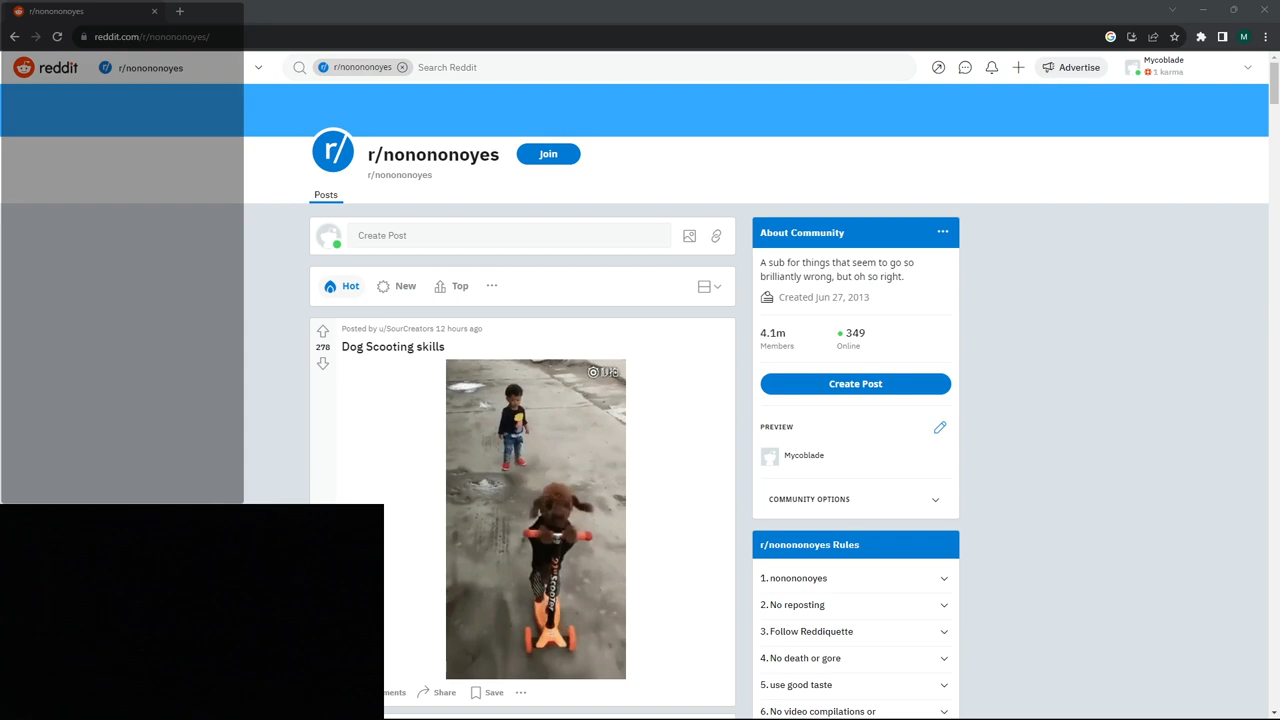 r/nonononoyes
reddit.com/r/nonononoyes/
M
reddit
r/nonononoyes
r/nonononoyes
Search Reddit
Advertise
Mycoblade
1 karma
r/
r/nonononoyes
Join
r/nonononoyes
Posts
Create Post
Hot
New
Top
Posted by u/SourCreators 12 hours ago
278
Dog Scooting skills
SCOOTER
ments
Share
Save
About Community
A sub for things that seem to go so
brilliantly wrong, but oh so right.
Created Jun 27, 2013
4.1m
349
Members
Online
Create Post
PREVIEW
Mycoblade
COMMUNITY OPTIONS
r/nonononoyes Rules
1. nonononoyes
2. No reposting
3. Follow Reddiquette
4. No death or gore
5. use good taste
6. No video compilations or